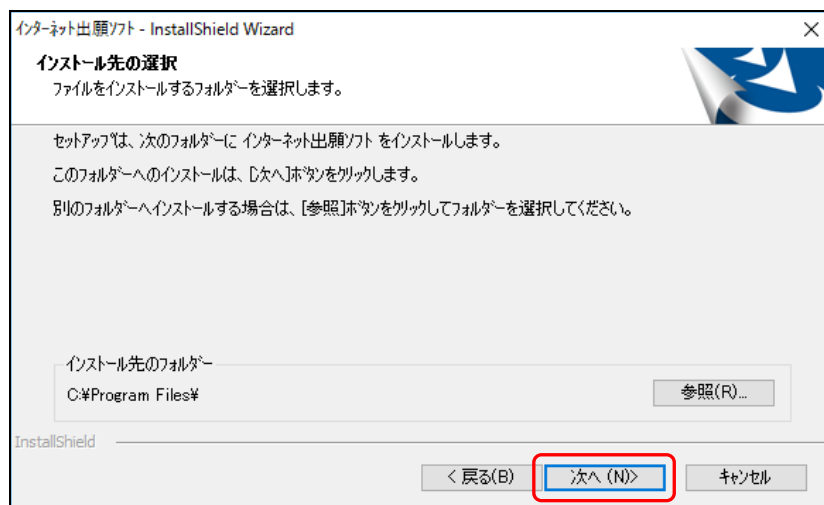 インターネット出願ソフト - InstallShield Wizard
インストール先の選択
ファイルをインストールするフォルダーを選択します。
セットアップは、次のフォルダーに インターネット出願ソフト をインストールします。
このフォルダーへのインストールは、[次へ]ボタンをクリックします。
別のフォルダーへインストールする場合は、[参照]ボタンをクリックしてフォルダーを選択してください。
インストール先のフォルダー
C:¥Program Files¥
参照(R)...
InstallShield
< 戻る(B)
次へ (N)>
キャンセル